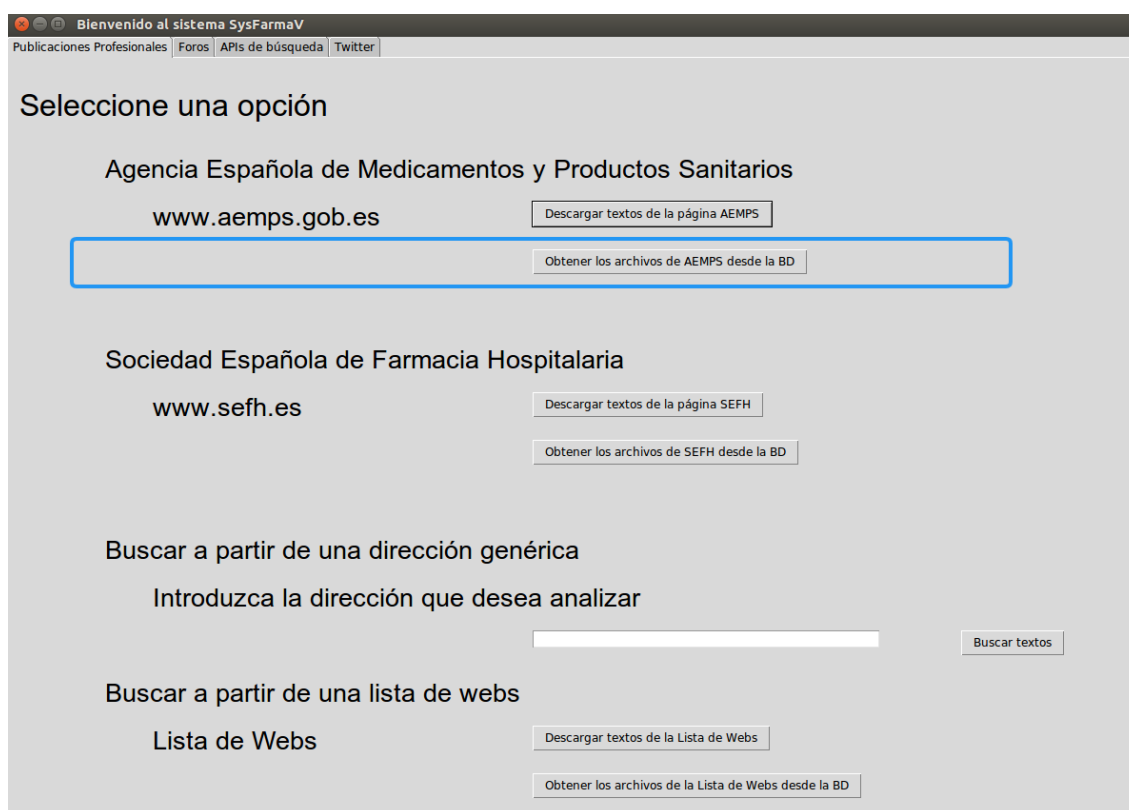 Bienvenido al sistema SysFarmaV
Publicaciones Profesionales Foros APIs de búsqueda Twitter
Seleccione una opción
Agencia Española de Medicamentos y Productos Sanitarios
www.aemps.gob.es Descargar textos de la página AEMPS
Obtener los archivos de AEMPS desde la BD
Sociedad Española de Farmacia Hospitalaria
www.sefh.es Descargar textos de la página SEFH
Obtener los archivos de SEFH desde la BD
Buscar a partir de una dirección genérica
Introduzca la dirección que desea analizar
Buscar textos
Buscar a partir de una lista de webs
Lista de Webs Descargar textos de la Lista de Webs
Obtener los archivos de la Lista de Webs desde la BD